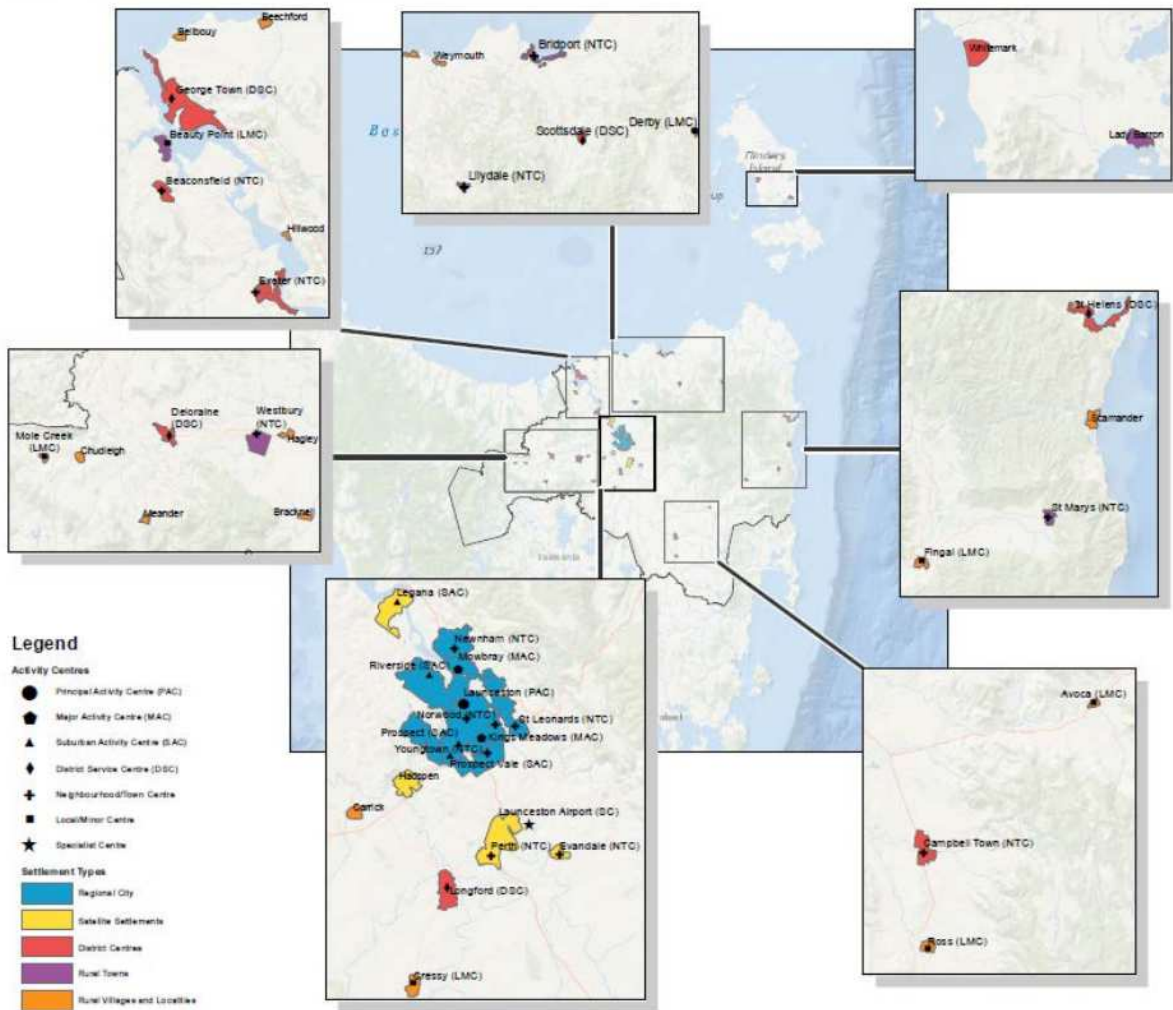 Bellbouy
Beechford
George Town (DSC)
Beauty Point (LMC)
Beaconsfield (NTC)
Hillwood
Exeter (NTC)
Weymouth
Bridport (NTC)
Scottsdale (DSC)
Derby (LMC)
Lilydale (NTC)
Whitemark
Lady Barron
Bas
Flinders
Island
up
Mole Creek
(LMC)
Chudleigh
Deloraine
(DSC)
Westbury
(NTC)
Hagley
Meander
Bracknell
St Helens (DSC)
Scamander
St Marys (NTC)
Fingal (LMC)
Legana (SAC)
Newnham (NTC)
Mowbray (MAC)
Riverside (SAC)
Launceston (PAC)
Norwood (NTC)
St Leonards (NTC)
Prospect (SAC)
Kings Meadows (MAC)
Youngtown (NTC)
Prospect Vale (SAC)
Hadspen
Carrick
Launceston Airport (SC)
Perth (NTC)
Evandale (NTC)
Longford (DSC)
Cressy (LMC)
Avoca (LMC)
Campbell Town (NTC)
Ross (LMC)
Legend
Activity Centres
Principal Activity Centre (PAC)
Major Activity Centre (MAC)
Suburban Activity Centre (SAC)
District Service Centre (DSC)
Neighbourhood/Town Centre
Local/Minor Centre
Specialist Centre
Settlement Types
Regional City
Satellite Settlements
District Centres
Rural Towns
Rural Villages and Localities